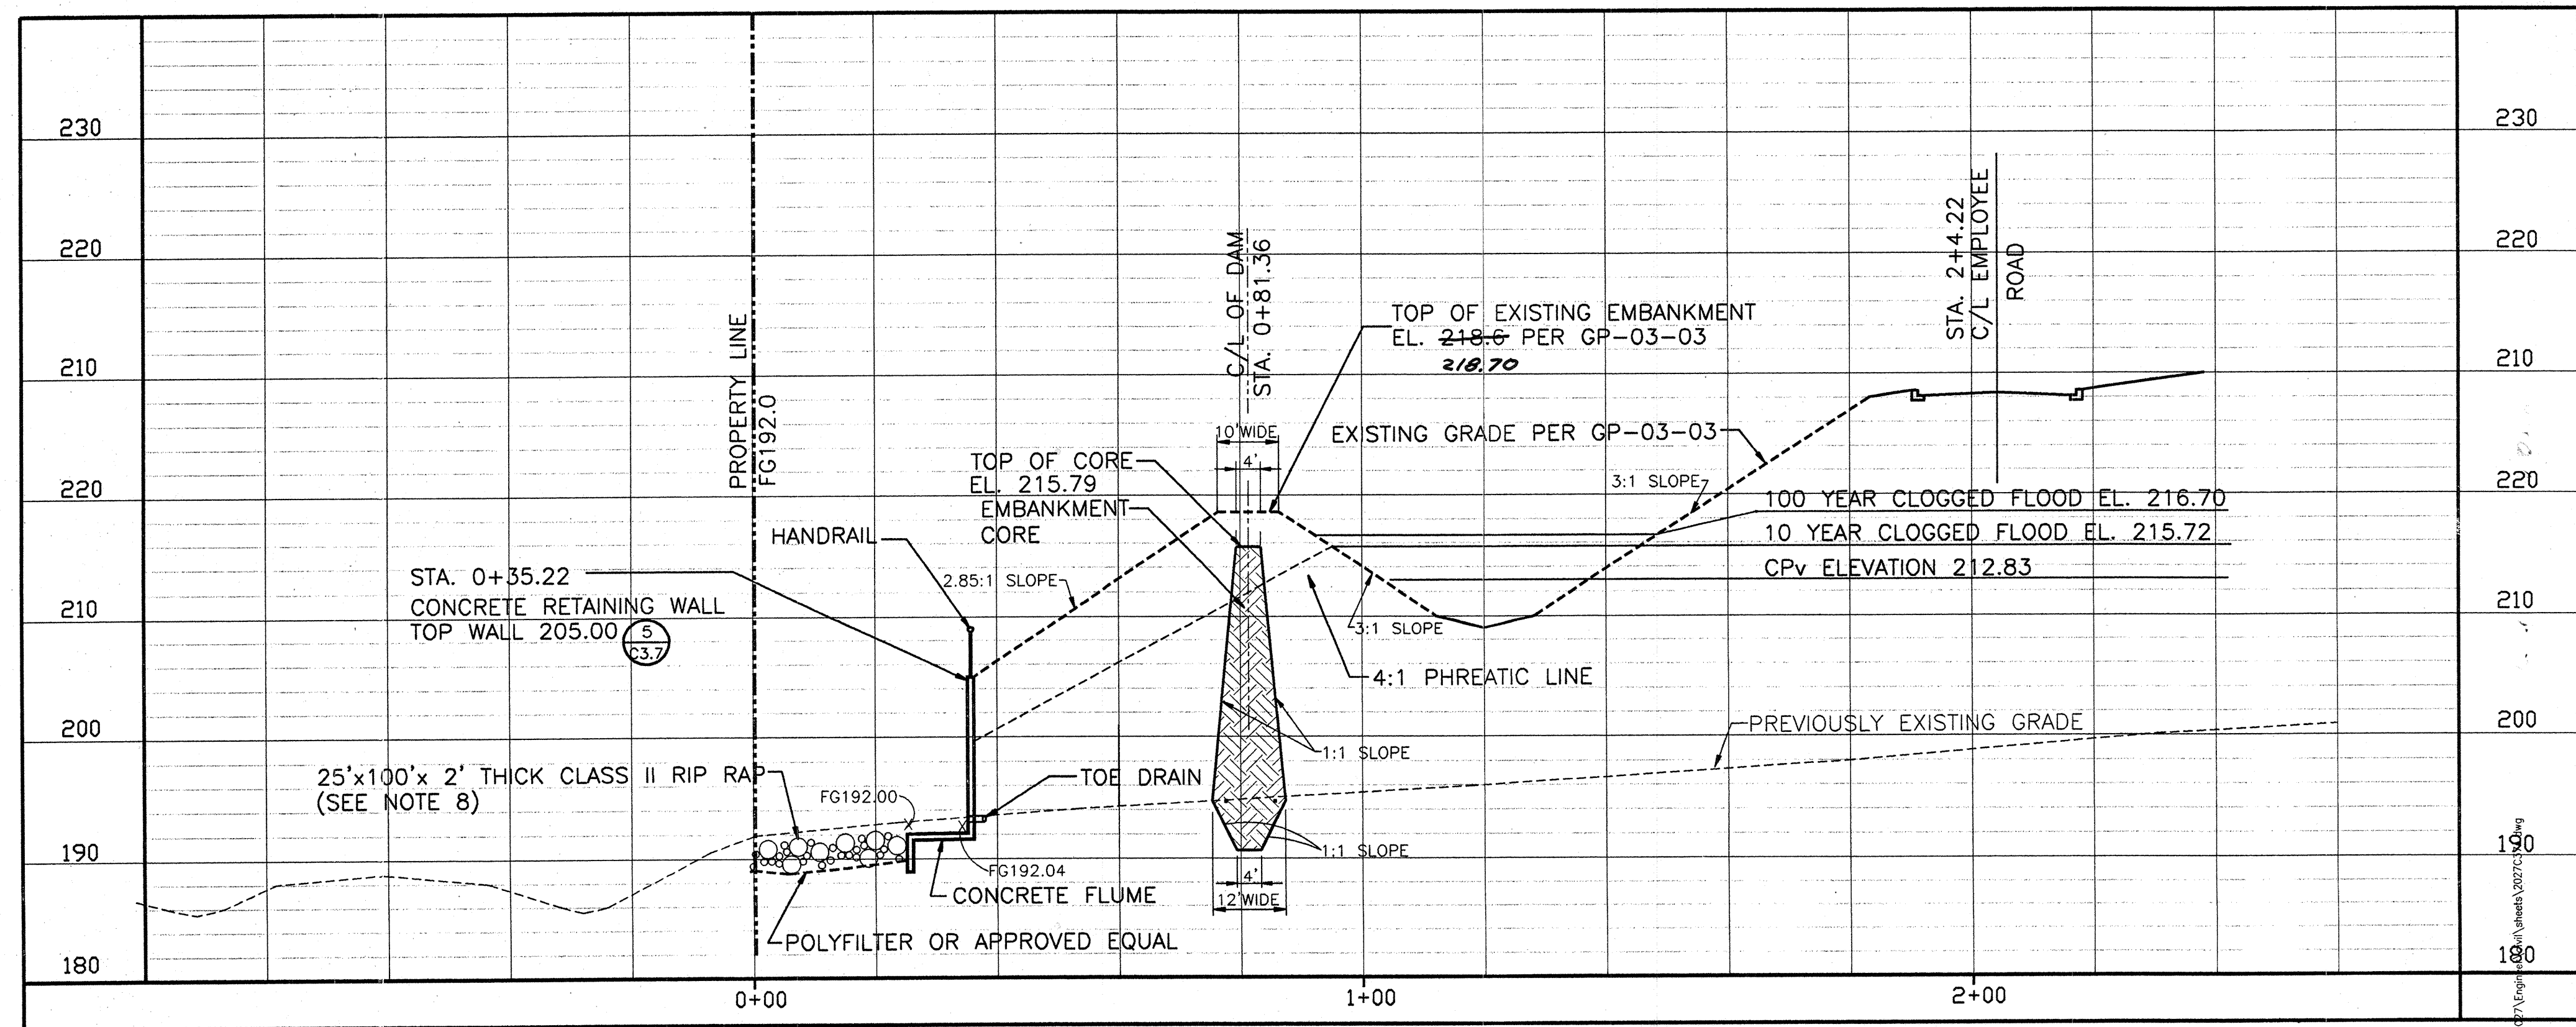 230
220
210
220
210
200
190
180
PROPERTY LINE
FG192.0
C/L OF DAM
STA. 0+81.36
TOP OF EXISTING EMBANKMENT
EL. 218.6 PER GP-03-03
218.70
STA. 2+4.22
C/L EMPLOYEE
ROAD
230
220
210
220
210
200
190
180
10' WIDE
4'
EXISTING GRADE PER GP-03-03
TOP OF CORE
EL. 215.79
EMBANKMENT
CORE
3:1 SLOPE
100 YEAR CLOGGED FLOOD EL. 216.70
10 YEAR CLOGGED FLOOD EL. 215.72
CPv ELEVATION 212.83
HANDRAIL
STA. 0+35.22
CONCRETE RETAINING WALL
TOP WALL 205.00
5
C3.7
2.85:1 SLOPE
3:1 SLOPE
4:1 PHREATIC LINE
PREVIOUSLY EXISTING GRADE
1:1 SLOPE
25'x100'x 2' THICK CLASS II RIP RAP
(SEE NOTE 8)
FG192.00
TOE DRAIN
1:1 SLOPE
FG192.04
CONCRETE FLUME
4'
12' WIDE
POLYFILTER OR APPROVED EQUAL
0+00
1+00
2+00